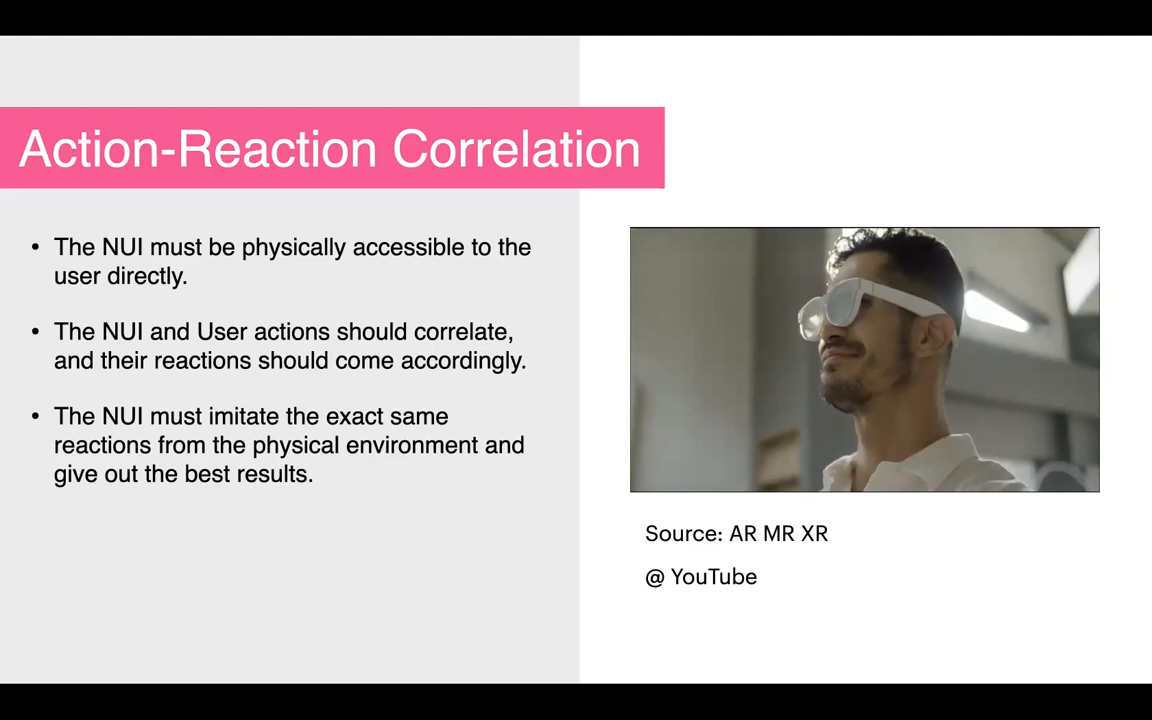 Action-Reaction Correlation
• The NUI must be physically accessible to the
user directly.
• The NUI and User actions should correlate,
and their reactions should come accordingly.
• The NUI must imitate the exact same
reactions from the physical environment and
give out the best results.
Source: AR MR XR
@ YouTube